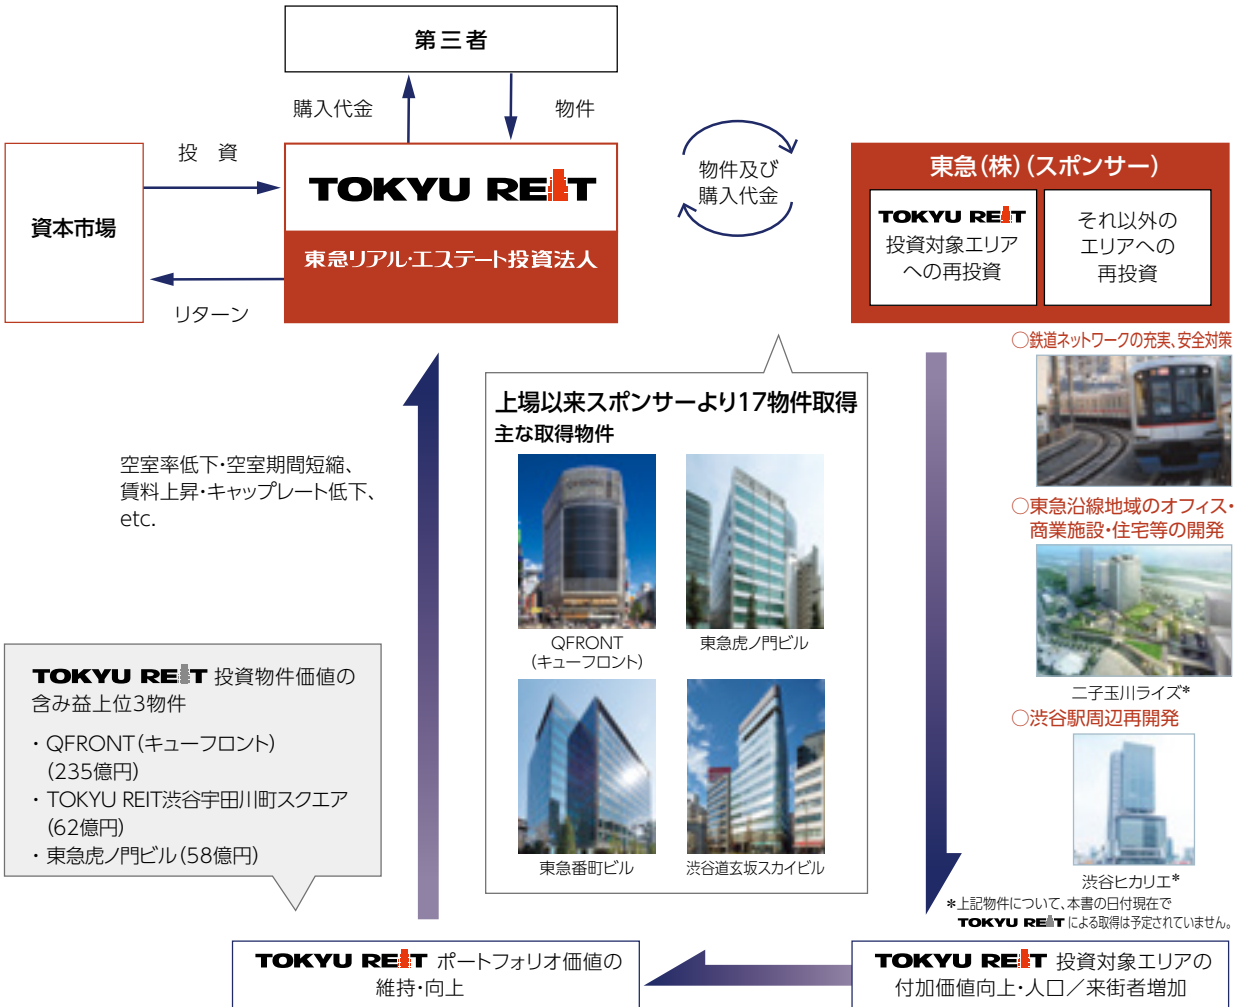 第三者
購入代金
物件
投 資
資本市場
リターン
TOKYU REIT
東急リアル・エステート投資法人
物件及び
購入代金
東急(株)(スポンサー)
TOKYU REIT
投資対象エリア
への再投資
それ以外の
エリアへの
再投資
○鉄道ネットワークの充実、安全対策
○東急沿線地域のオフィス・
商業施設・住宅等の開発
二子玉川ライズ*
○渋谷駅周辺再開発
渋谷ヒカリエ*
*上記物件について、本書の日付現在で
TOKYU REITによる取得は予定されていません。
上場以来スポンサーより17物件取得
主な取得物件
QFRONT
(キューフロント)
東急虎ノ門ビル
東急番町ビル
渋谷道玄坂スカイビル
空室率低下・空室期間短縮、
賃料上昇・キャップレート低下、
etc.
TOKYU REIT 投資物件価値の
含み益上位3物件
・QFRONT(キューフロント)
(235億円)
・TOKYU REIT渋谷宇田川町スクエア
(62億円)
・東急虎ノ門ビル(58億円)
TOKYU REIT ポートフォリオ価値の
維持・向上
TOKYU REIT 投資対象エリアの
付加価値向上・人口/来街者増加